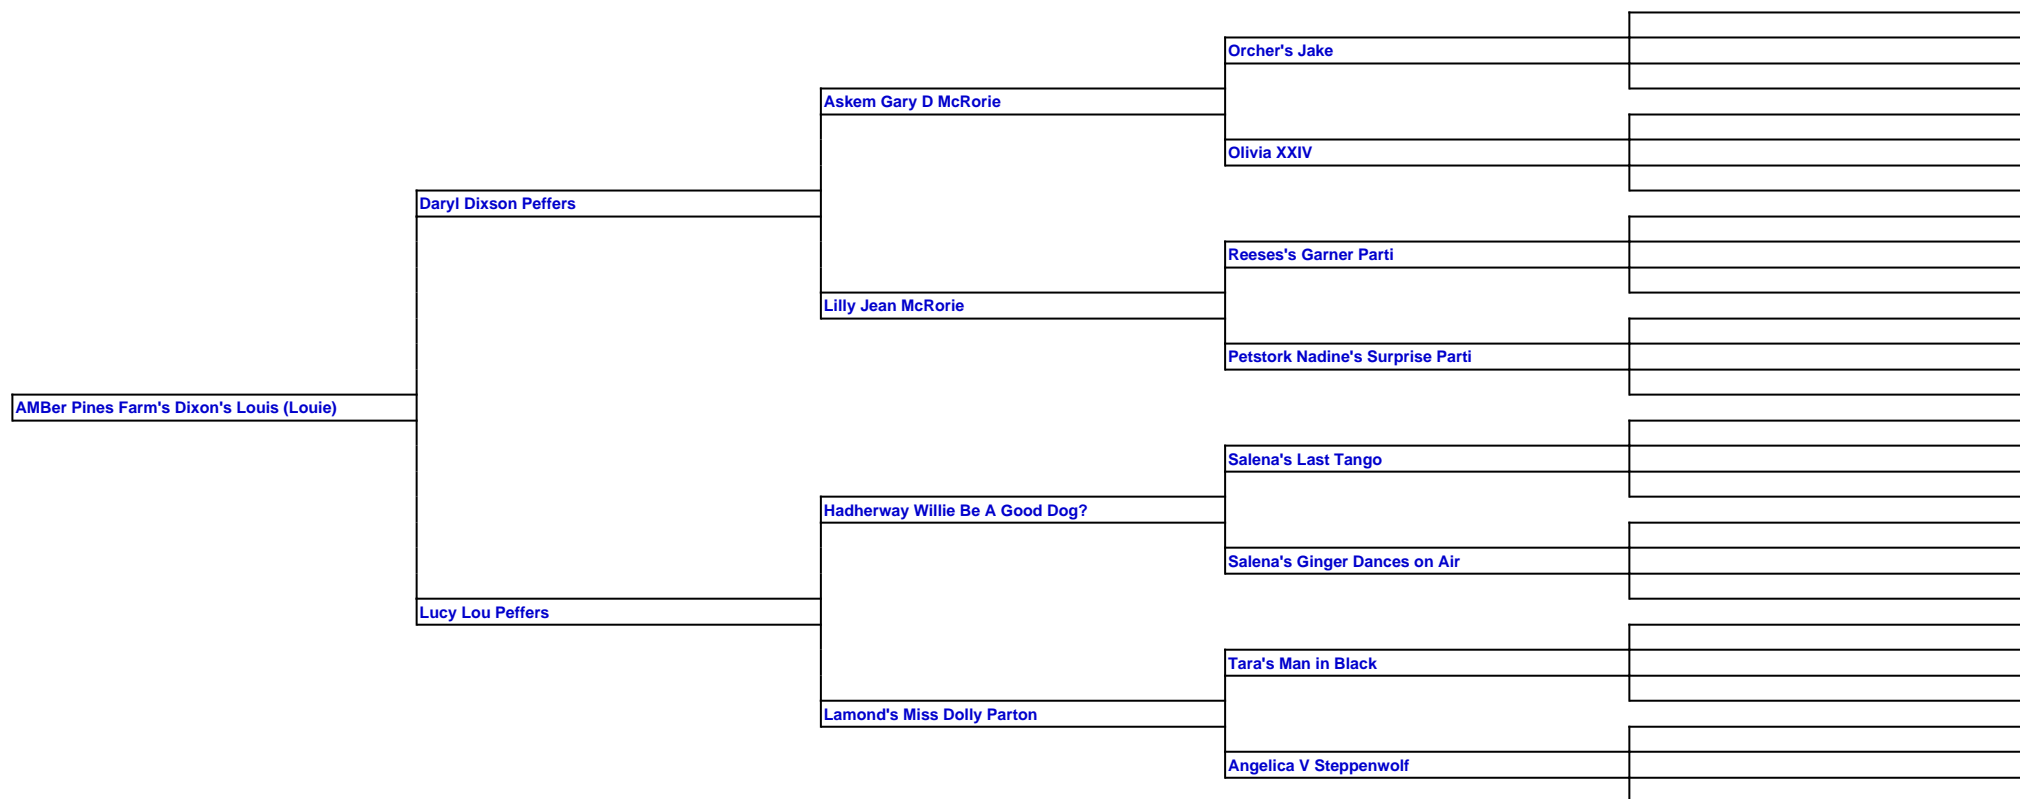 Orcher's Jake
Askem Gary D McRorie
Olivia XXIV
Daryl Dixson Peffers
Reeses's Garner Parti
Lilly Jean McRorie
Petstork Nadine's Surprise Parti
AMBer Pines Farm's Dixon's Louis (Louie)
Salena's Last Tango
Hadherway Willie Be A Good Dog?
Salena's Ginger Dances on Air
Lucy Lou Peffers
Tara's Man in Black
Lamond's Miss Dolly Parton
Angelica V Steppenwolf